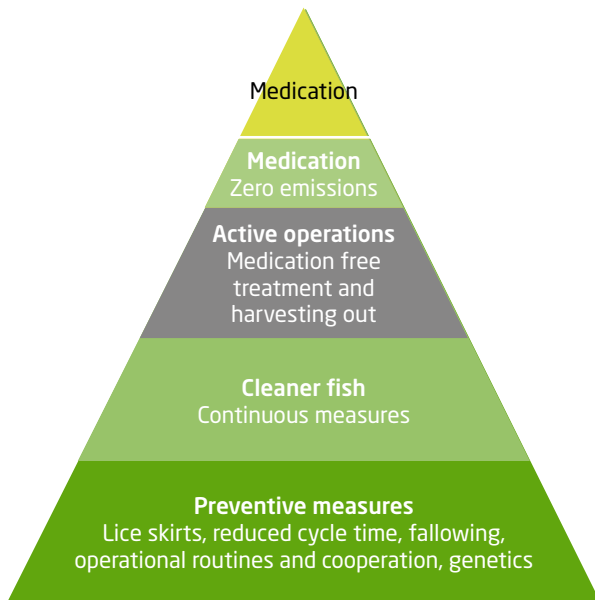 Medication
Medication
Zero emissions
Active operations
Medication free
treatment and
harvesting out
Cleaner fish
Continuous measures
Preventive measures
Lice skirts, reduced cycle time, fallowing,
operational routines and cooperation, genetics